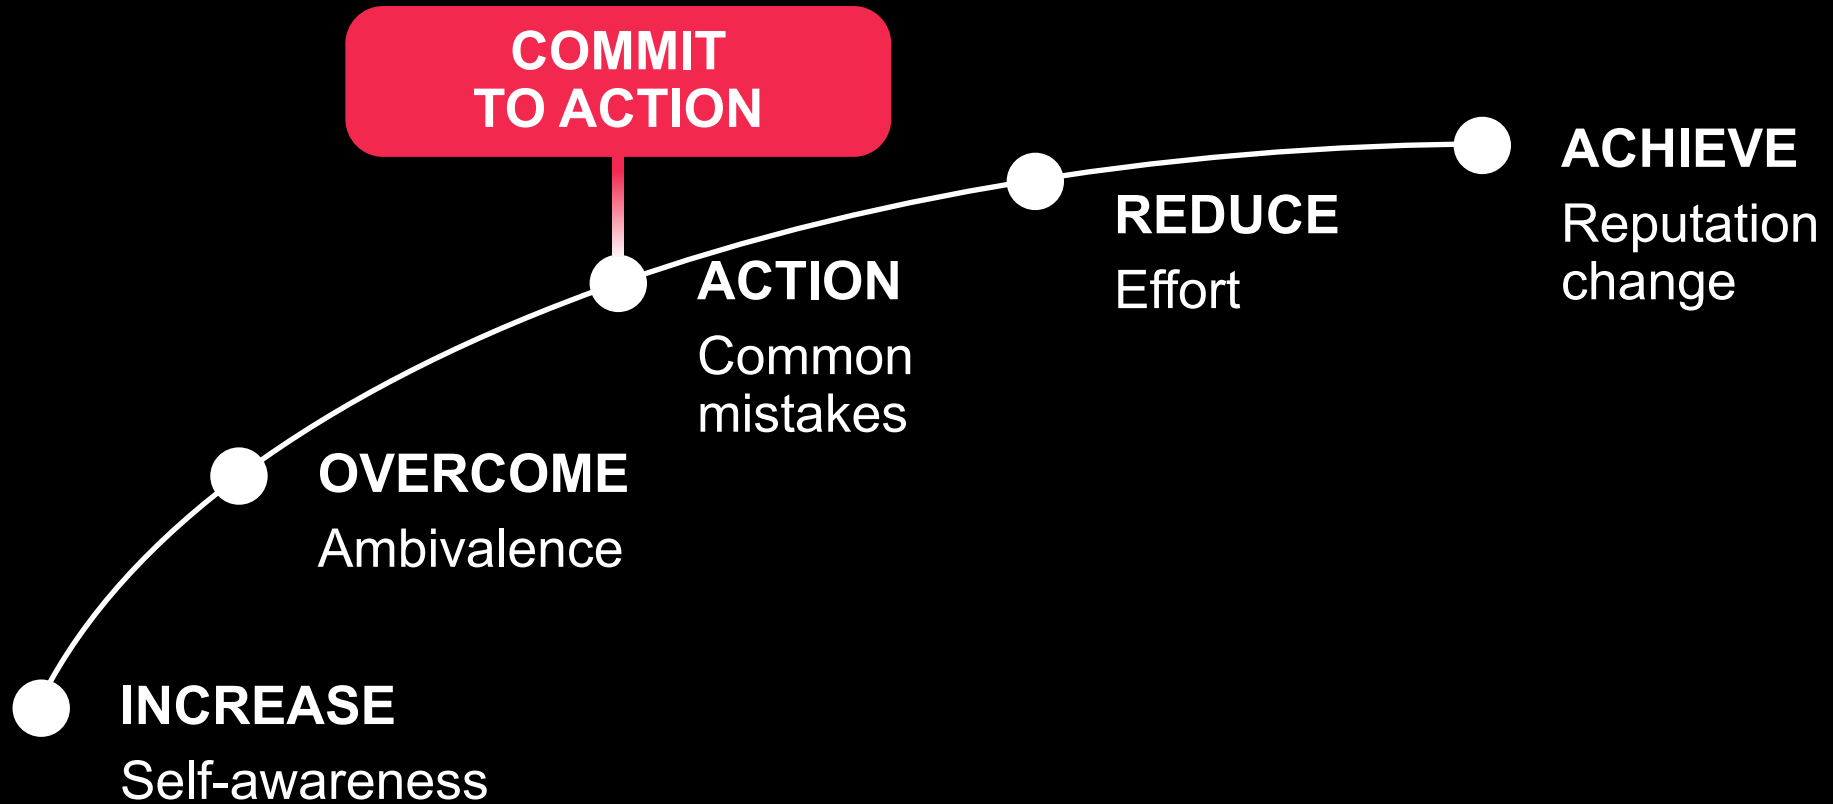 COMMIT
TO ACTION
ACHIEVE
Reputation
change
REDUCE
Effort
ACTION
Common
mistakes
OVERCOME
Ambivalence
INCREASE
Self-awareness